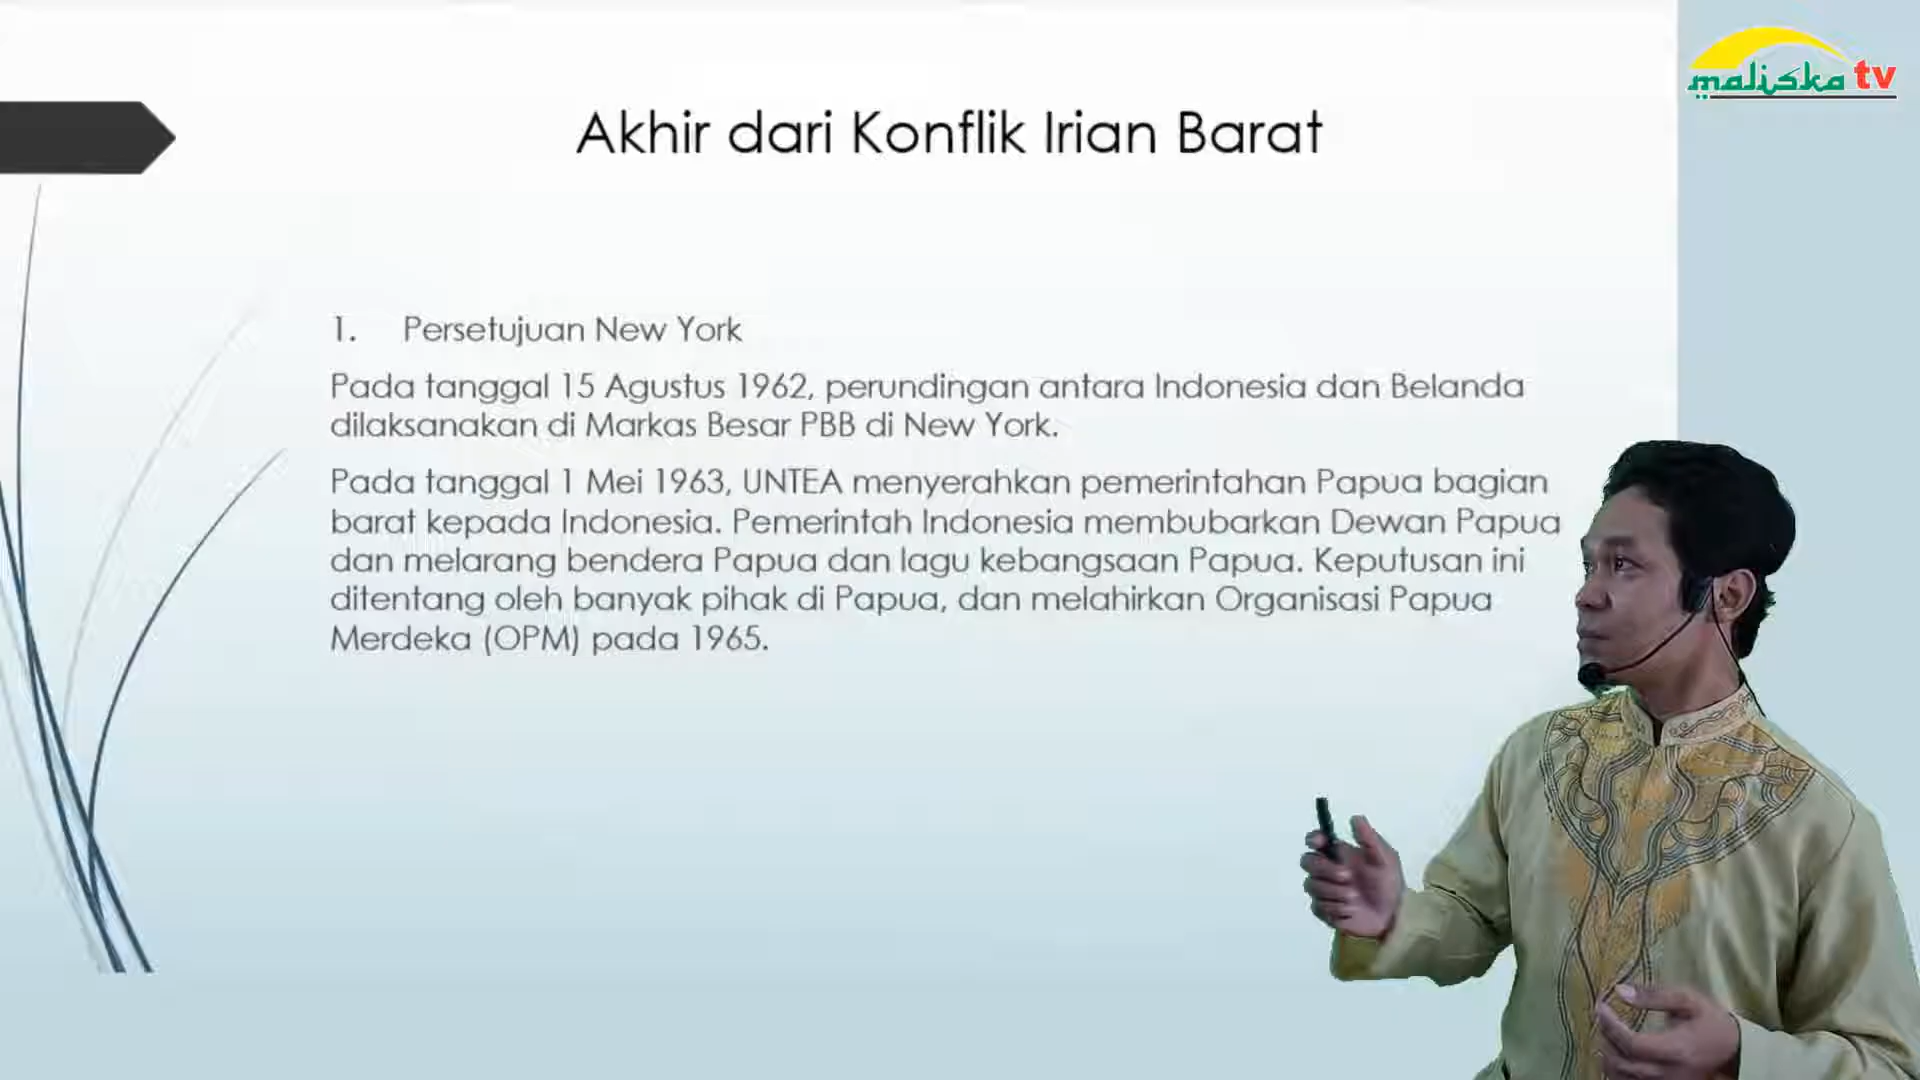 maliska tv
Akhir dari Konflik Irian Barat
1. Persetujuan New York
Pada tanggal 15 Agustus 1962, perundingan antara Indonesia dan Belanda
dilaksanakan di Markas Besar PBB di New York.
Pada tanggal 1 Mei 1963, UNTEA menyerahkan pemerintahan Papua bagian
barat kepada Indonesia. Pemerintah Indonesia membubarkan Dewan Papua
dan melarang bendera Papua dan lagu kebangsaan Papua. Keputusan ini
ditentang oleh banyak pihak di Papua, dan melahirkan Organisasi Papua
Merdeka (OPM) pada 1965.